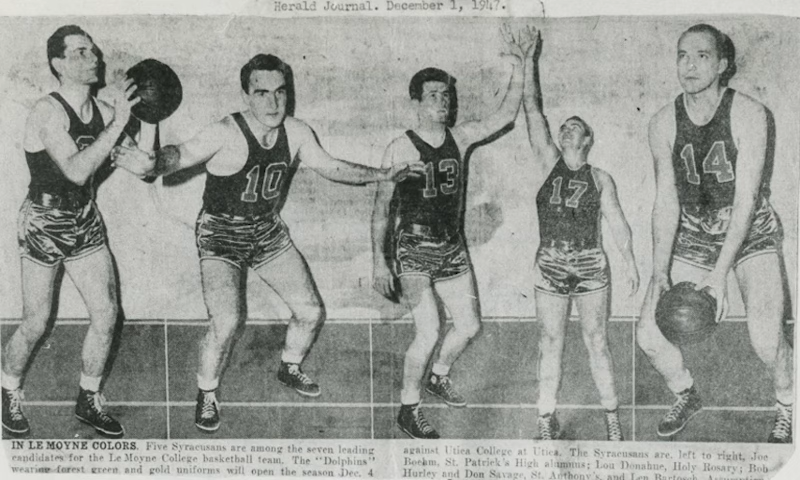 Herald Journal. December 1, 1947.
10
13
17
14
IN LE MOYNE COLORS. Five Syracusans are among the seven leading
candidates for the Le Moyne College basketball team. The "Dolphins"
wearing forest green and gold uniforms will open the season Dec. 4
against Utica College at Utica. The Syracusans are, left to right, Joe
Boehm, St. Patrick's High alumnus; Lou Donahue, Holy Rosary; Bob
Hurley and Don Savage, St. Anthony's, and Len